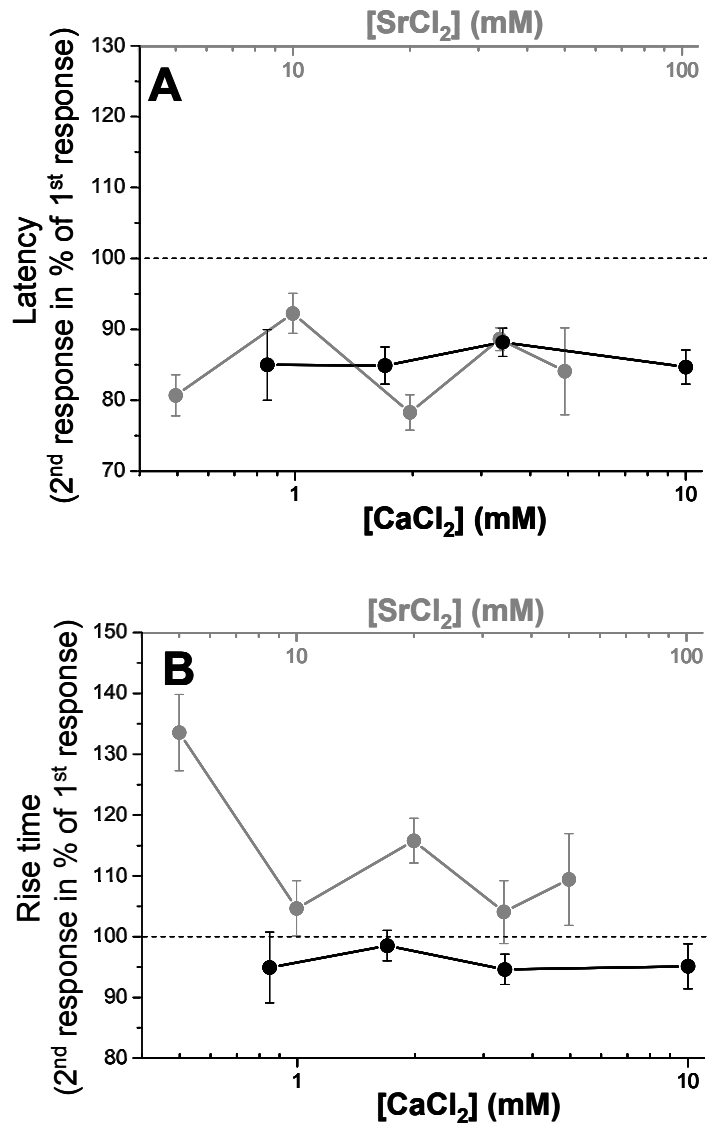 [SrCl₂] (mM)
10 100
A
130
120
110
100
90
80
70
Latency
(2ⁿᵈ response in % of 1ˢᵗ response)
1 10
[CaCl₂] (mM)
[SrCl₂] (mM)
10 100
B
150
140
130
120
110
100
90
80
Rise time
(2ⁿᵈ response in % of 1ˢᵗ response)
1 10
[CaCl₂] (mM)